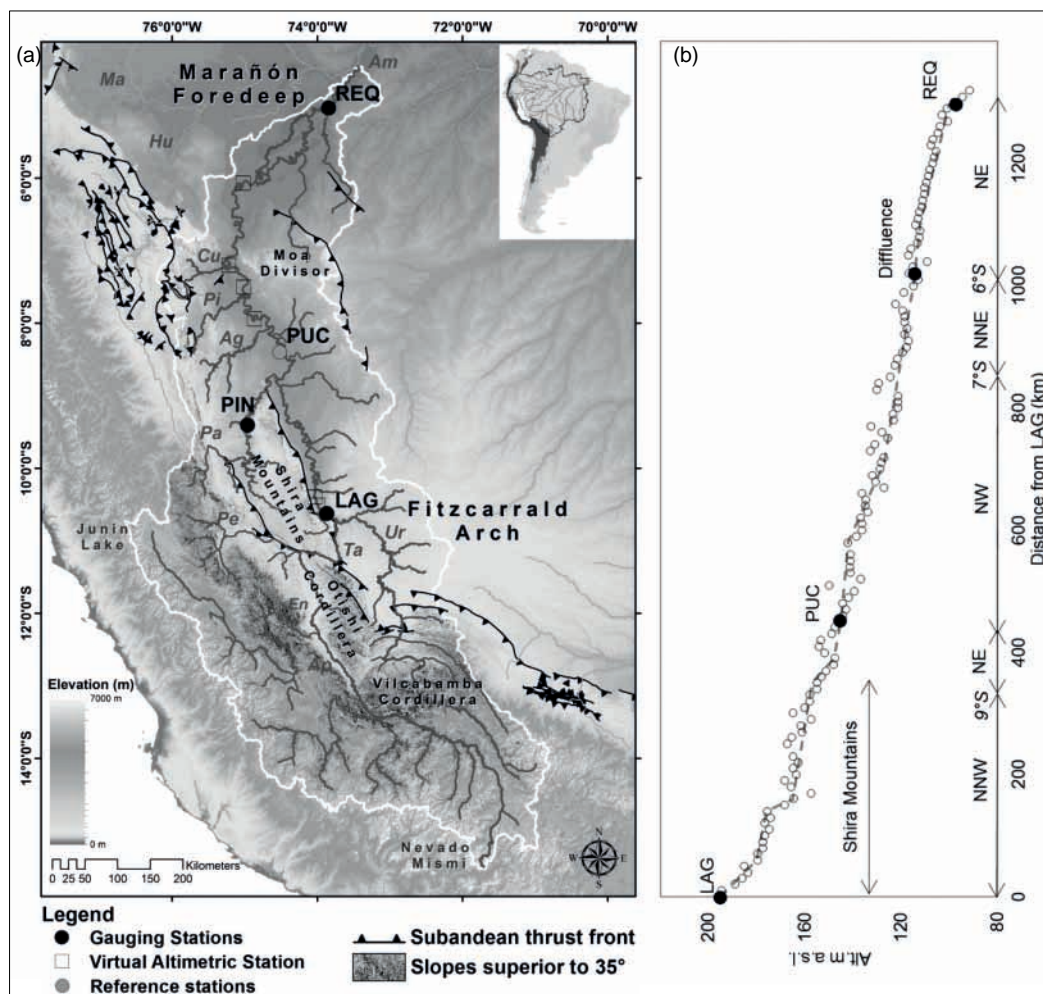 (a)
76°0'0"W
74°0'0"W
72°0'0"W
70°0'0"W
Ma
Marañón
Foredeep
Am
REQ
Hu
6°0'0"S
Moa
Divisor
Cu
Pi
8°0'0"S
Ag
PUC
PIN
Pa
10°0'0"S
Shira
Mountains
LAG
Fitzcarrald
Arch
Junin
Lake
Pe
Ta
Ur
Otishi
Cordillera
12°0'0"S
En
Ap
Vilcabamba
Cordillera
Elevation (m)
7000 m
0 m
14°0'0"S
Nevado
Mismi
N
W E
S
0 25 50 100 150 200
Kilometers
Legend
Gauging Stations
Virtual Altimetric Station
Reference stations
Subandean thrust front
Slopes superior to 35°
(b)
REQ
Diffluence
PUC
LAG
Shira Mountains
NNW
9°S
NE
NW
7°S
NNE
6°S
NE
0 200 400 600 800 1000 1200
Distance from LAG (km)
200 160 120 80
Alt.m a.s.l.